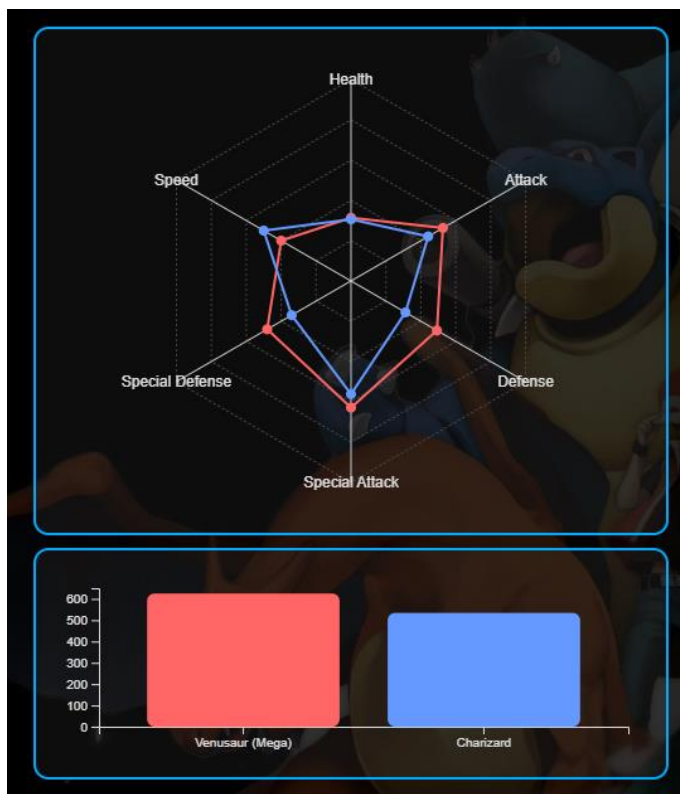 Health
Speed
Attack
Special Defense
Defense
Special Attack
600
500
400
300
200
100
0
Venusaur (Mega)
Charizard